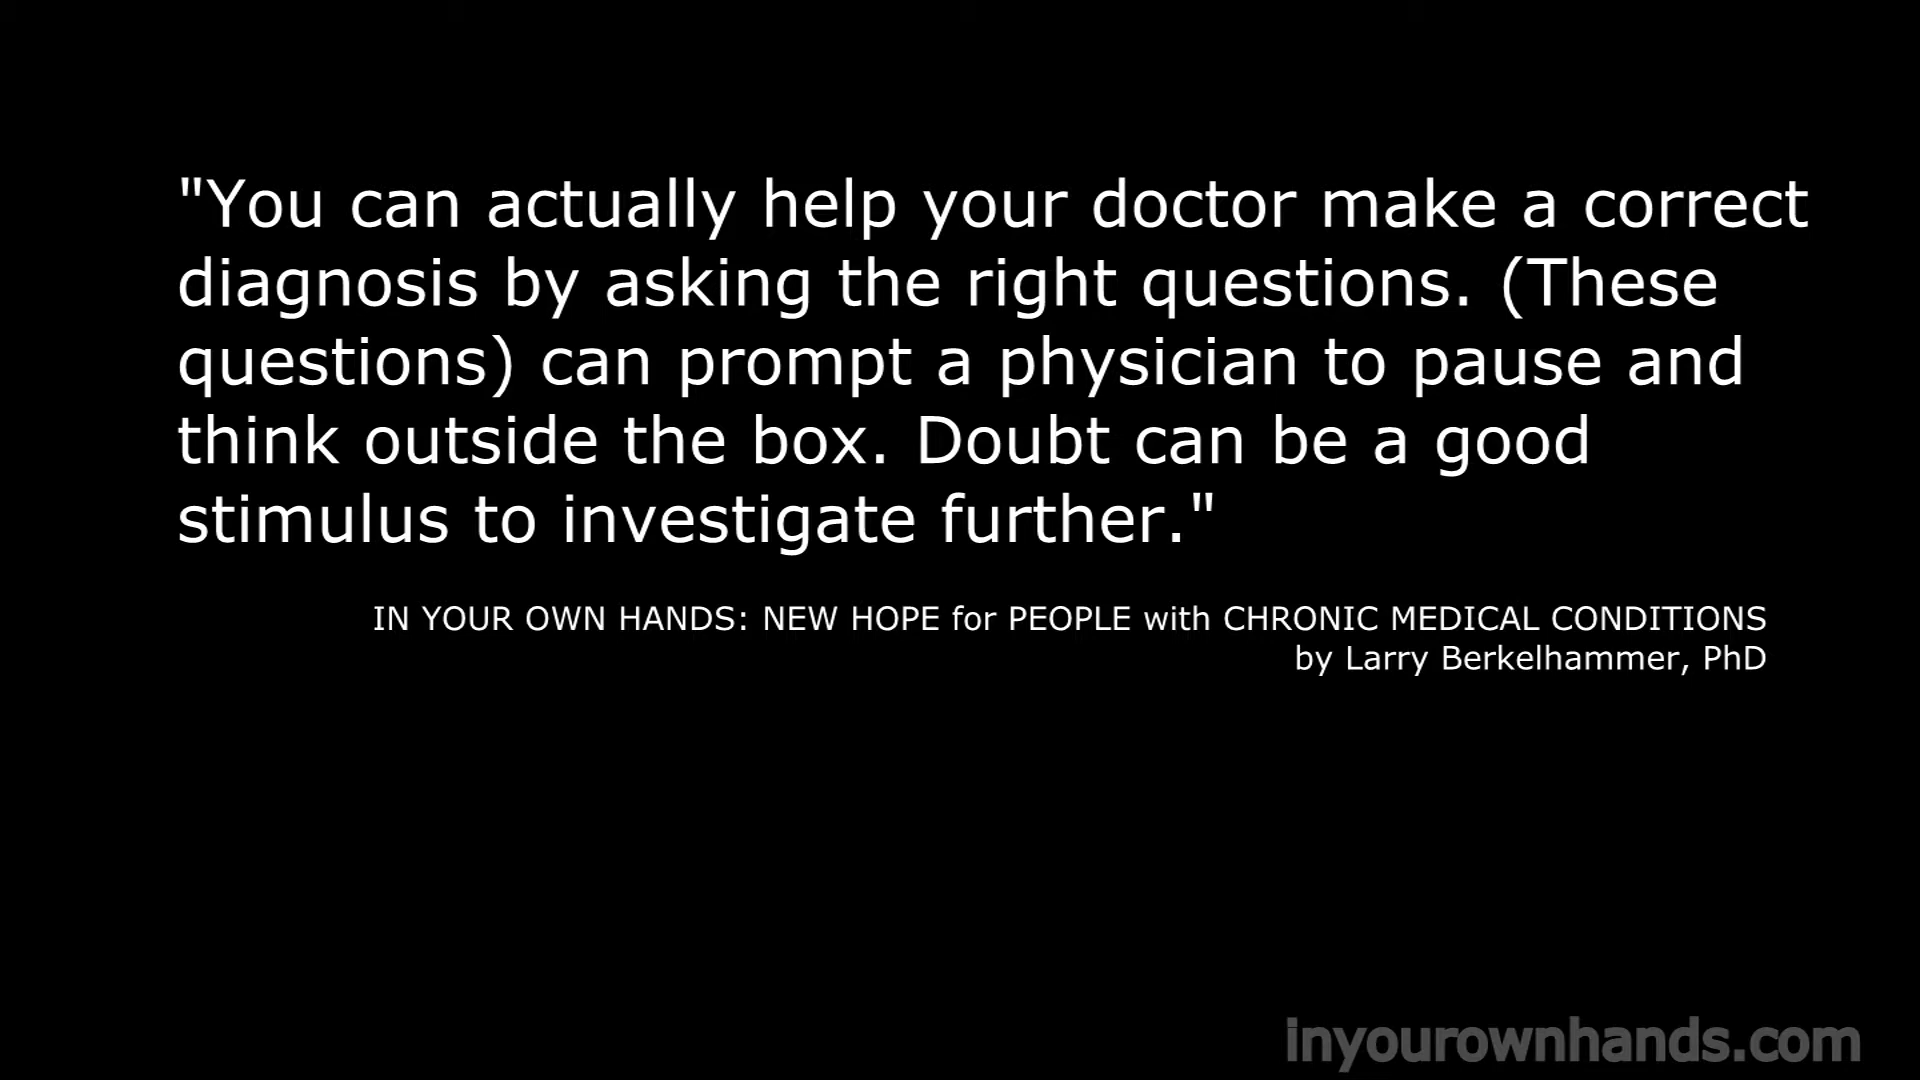 "You can actually help your doctor make a correct
diagnosis by asking the right questions. (These
questions) can prompt a physician to pause and
think outside the box. Doubt can be a good
stimulus to investigate further."
IN YOUR OWN HANDS: NEW HOPE for PEOPLE with CHRONIC MEDICAL CONDITIONS
by Larry Berkelhammer, PhD
inyourownhands.com